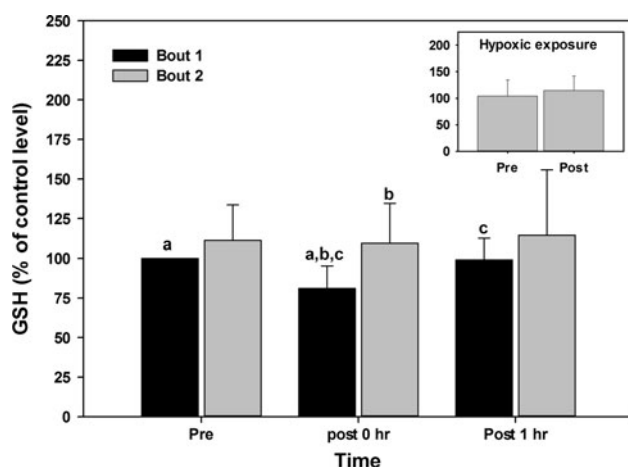 250
225
200
175
150
125
100
75
50
25
0
GSH (% of control level)
Bout 1
Bout 2
Hypoxic exposure
200
150
100
50
0
Pre Post
a
a,b,c
b
c
Pre post 0 hr Post 1 hr
Time